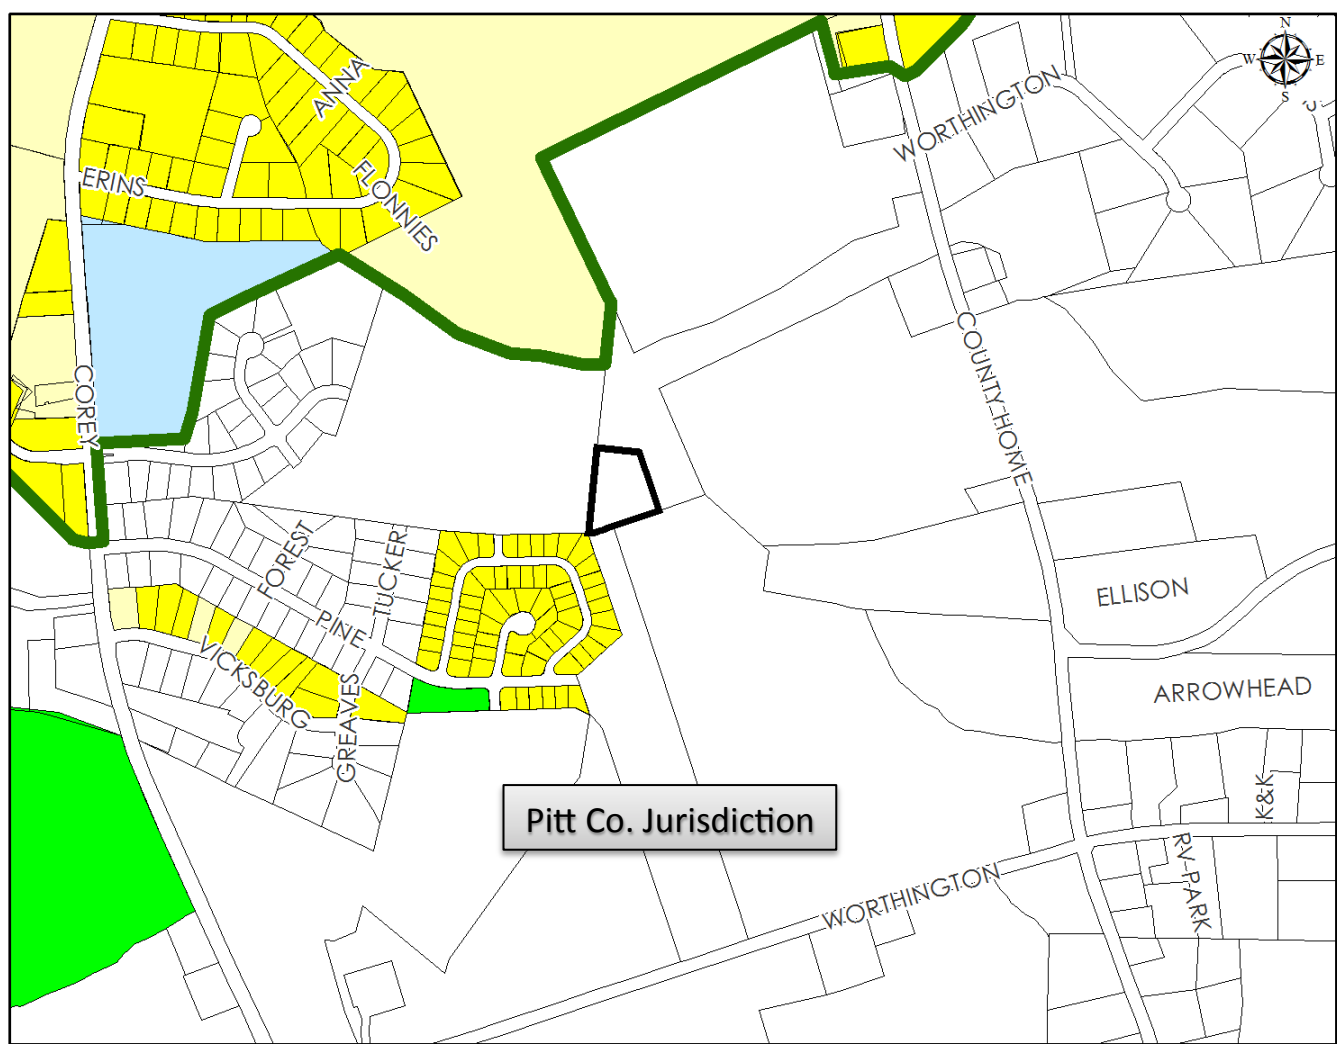 N
W E
S
ANNA
WORTHINGTON
ERINS
FLONNIES
COREY
COUNTY HOME
FOREST
TUCKER
PINE
ELLISON
VICKSBURG
GREAVES
ARROWHEAD
K&K
Pitt Co. Jurisdiction
RV PARK
WORTHINGTON